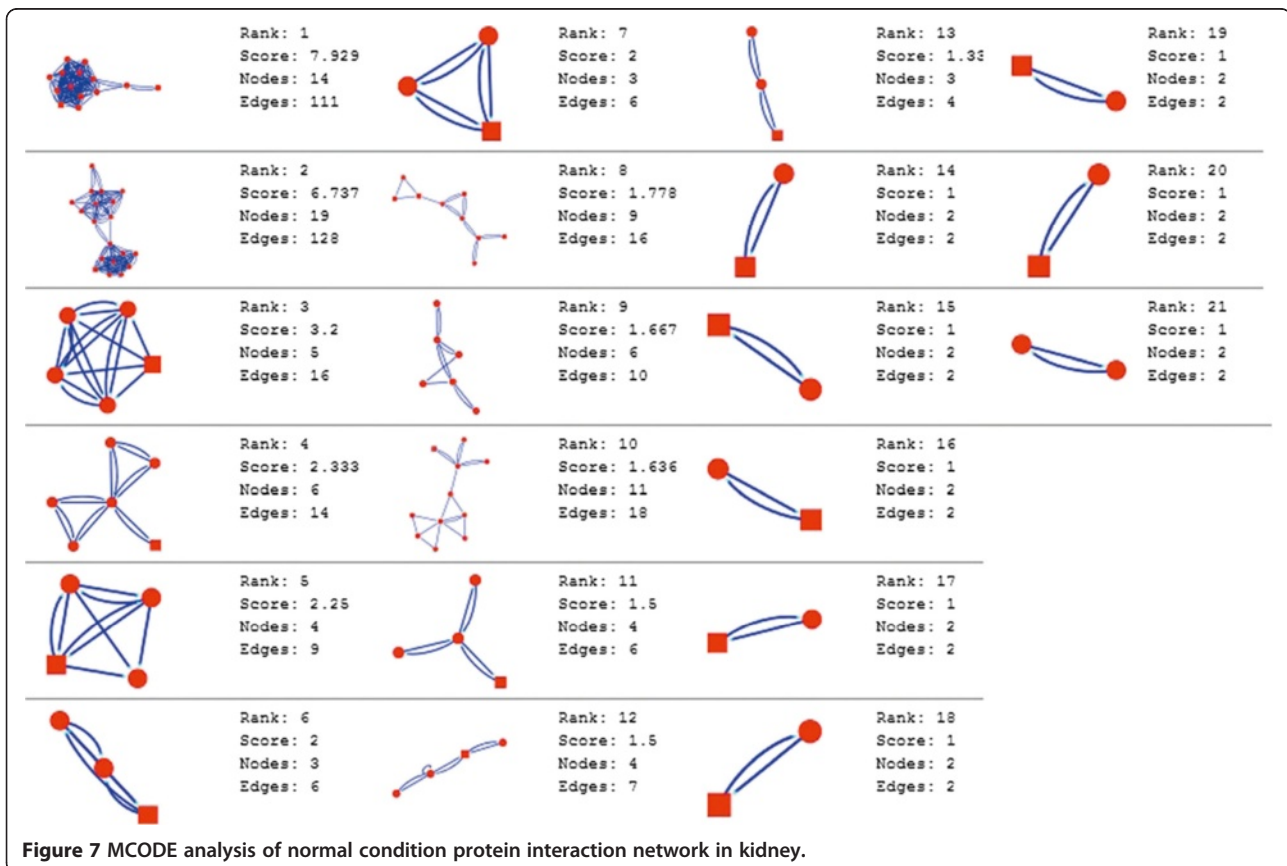 Rank: 1
Score: 7.929
Nodes: 14
Edges: 111
Rank: 2
Score: 6.737
Nodes: 19
Edges: 128
Rank: 3
Score: 3.2
Nodes: 5
Edges: 16
Rank: 4
Score: 2.333
Nodes: 6
Edges: 14
Rank: 5
Score: 2.25
Nodes: 4
Edges: 9
Rank: 6
Score: 2
Nodes: 3
Edges: 6
Rank: 7
Score: 2
Nodes: 3
Edges: 6
Rank: 8
Score: 1.778
Nodes: 9
Edges: 16
Rank: 9
Score: 1.667
Nodes: 6
Edges: 10
Rank: 10
Score: 1.636
Nodes: 11
Edges: 18
Rank: 11
Score: 1.5
Nodes: 4
Edges: 6
Rank: 12
Score: 1.5
Nodes: 4
Edges: 7
Rank: 13
Score: 1.33
Nodes: 3
Edges: 4
Rank: 14
Score: 1
Nodes: 2
Edges: 2
Rank: 15
Score: 1
Nodes: 2
Edges: 2
Rank: 16
Score: 1
Nodes: 2
Edges: 2
Rank: 17
Score: 1
Nodes: 2
Edges: 2
Rank: 18
Score: 1
Nodes: 2
Edges: 2
Rank: 19
Score: 1
Nodes: 2
Edges: 2
Rank: 20
Score: 1
Nodes: 2
Edges: 2
Rank: 21
Score: 1
Nodes: 2
Edges: 2
Figure 7 MCODE analysis of normal condition protein interaction network in kidney.